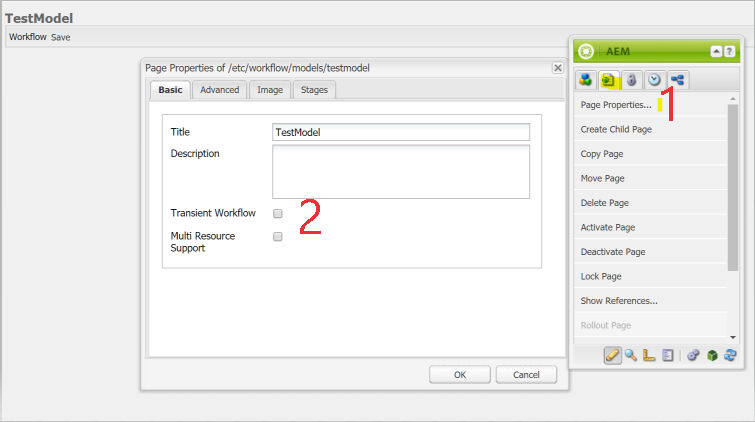 TestModel
Workflow Save
Page Properties of /etc/workflow/models/testmodel
Basic Advanced Image Stages
Title TestModel
Description
Transient Workflow
2
Multi Resource
Support
OK Cancel
AEM
?
1
Page Properties...
Create Child Page
Copy Page
Move Page
Delete Page
Activate Page
Deactivate Page
Lock Page
Show References...
Rollout Page